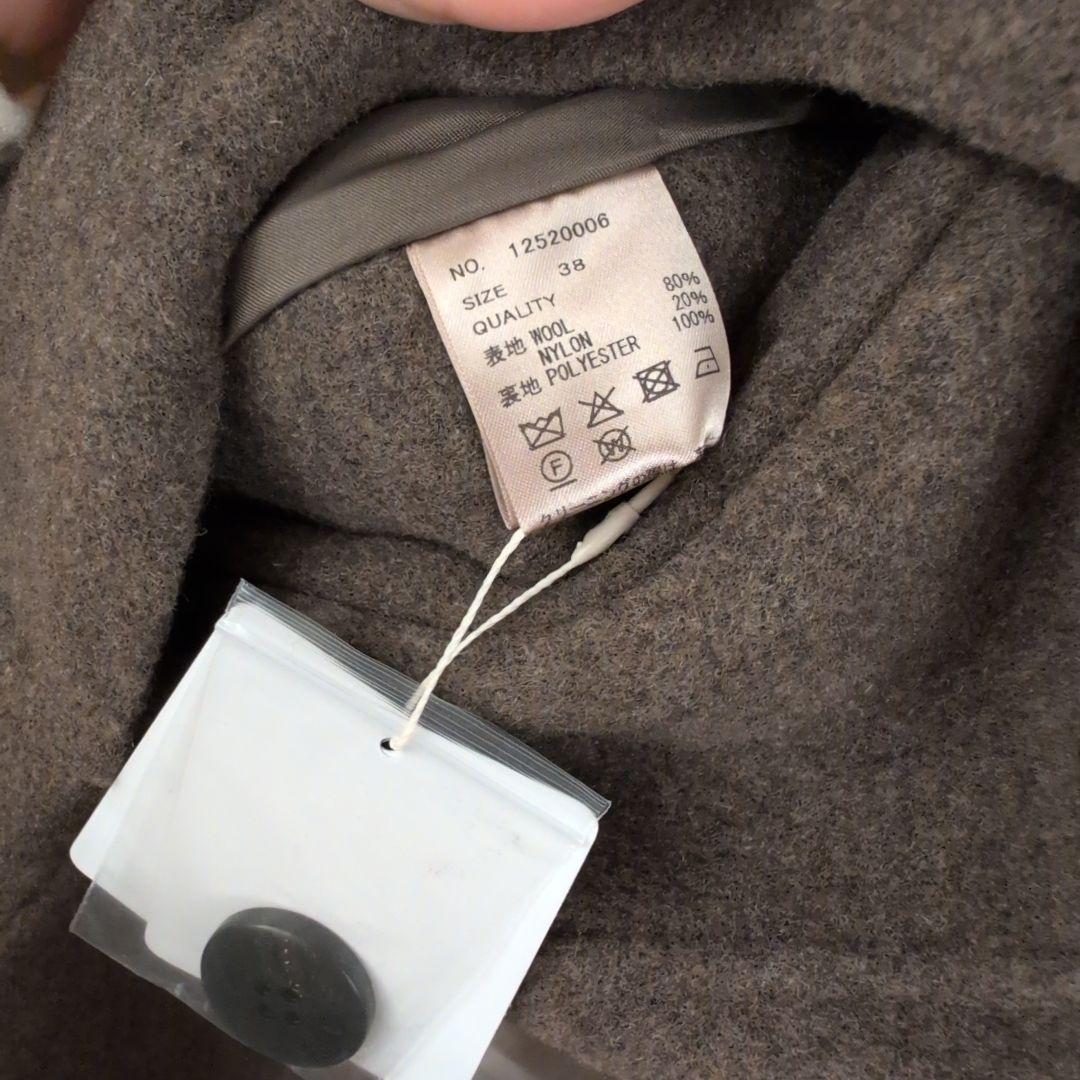 NO. 12520006
SIZE 38
QUALITY
表地 WOOL 80%
NYLON 20%
裏地 POLYESTER 100%
F
W